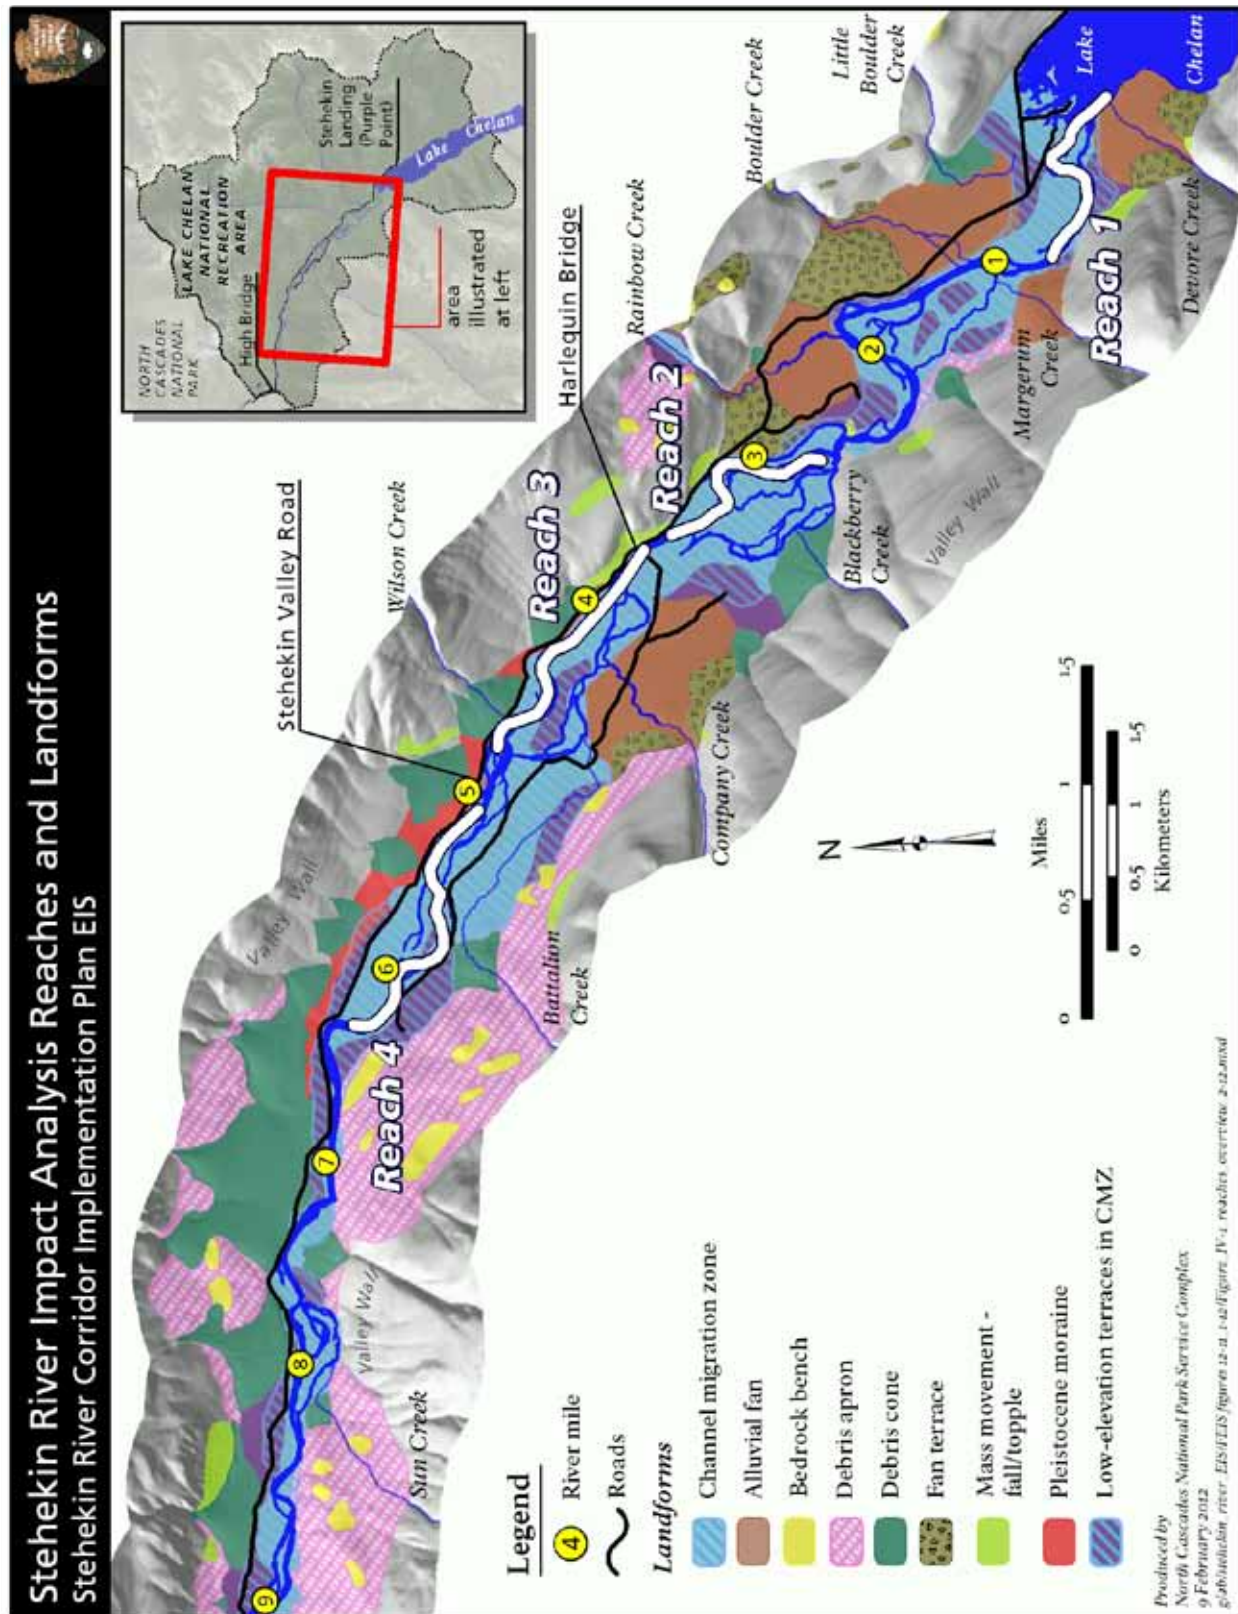 Stehekin River Impact Analysis Reaches and Landforms
Stehekin River Corridor Implementation Plan EIS
NORTH
CASCADES
NATIONAL
PARK
LAKE CHELAN
NATIONAL
RECREATION
AREA
High Bridge
Stehekin
Landing
(Purple
Point)
Lake Chelan
area
illustrated
at left
Stehekin Valley Road
Wilson Creek
Harlequin Bridge
Rainbow Creek
Boulder Creek
Little
Boulder
Creek
Lake
Chelan
Valley Wall
Reach 3
Reach 2
Reach 4
Reach 1
9
8
7
6
5
4
3
2
1
Valley Wall
Sun Creek
Battalion
Creek
Company Creek
Blackberry
Creek
Valley Wall
Margerum
Creek
Devore Creek
N
Miles
0
0.5
1
1.5
0
0.5
1
1.5
Kilometers
Legend
4
River mile
Roads
Landforms
Channel migration zone
Alluvial fan
Bedrock bench
Debris apron
Debris cone
Fan terrace
Mass movement -
fall/topple
Pleistocene moraine
Low-elevation terraces in CMZ
Produced by
North Cascades National Park Service Complex
9 February 2012